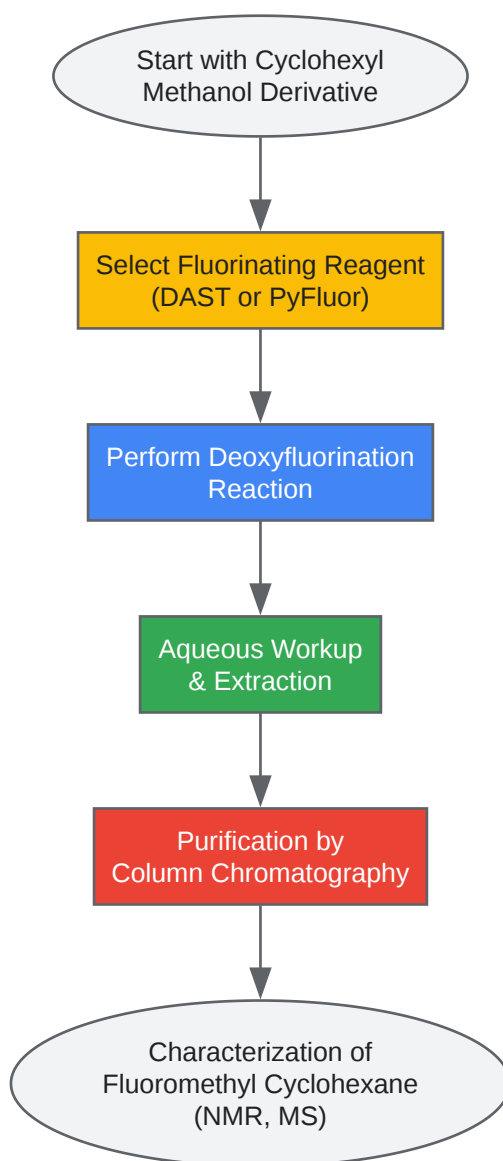 Start with Cyclohexyl
Methanol Derivative
Select Fluorinating Reagent
(DAST or PyFluor)
Perform Deoxyfluorination
Reaction
Aqueous Workup
& Extraction
Purification by
Column Chromatography
Characterization of
Fluoromethyl Cyclohexane
(NMR, MS)